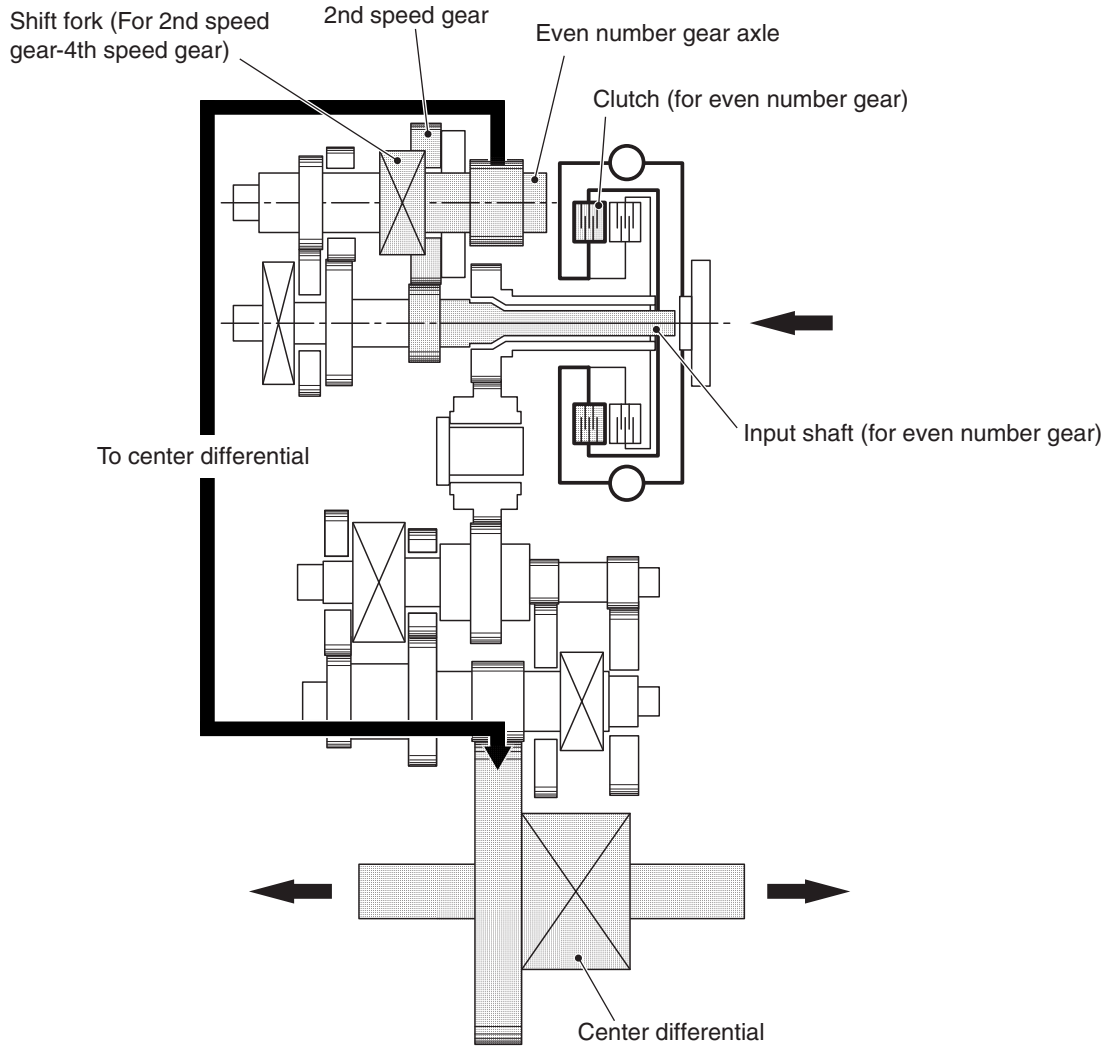 Shift fork (For 2nd speed
gear-4th speed gear)
2nd speed gear
Even number gear axle
Clutch (for even number gear)
Input shaft (for even number gear)
To center differential
Center differential